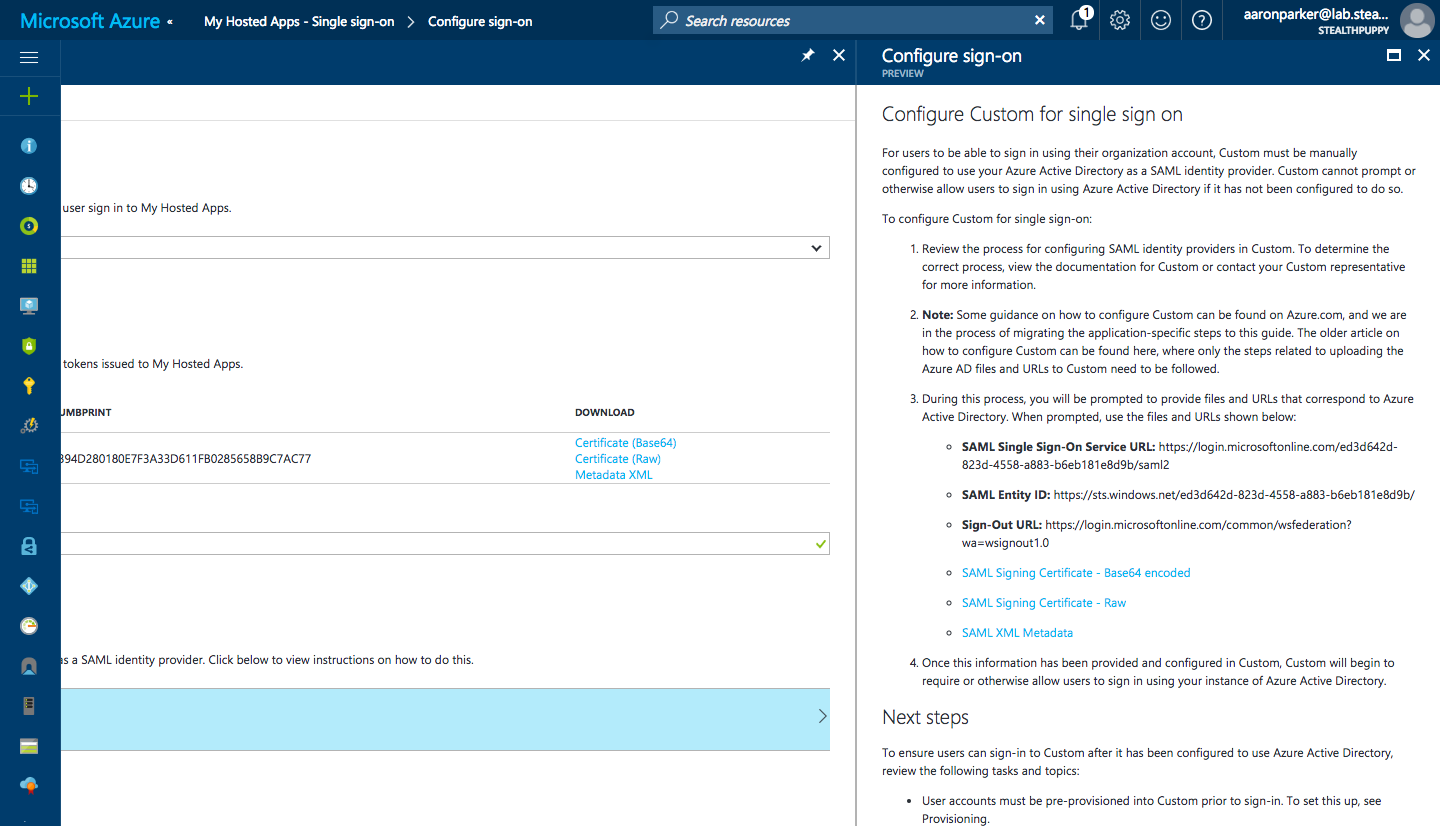 Microsoft Azure «
My Hosted Apps - Single sign-on > Configure sign-on
Search resources
1
aaronparker@lab.stea...
STEALTHPUPPY
user sign in to My Hosted Apps.
tokens issued to My Hosted Apps.
UMBPRINT
DOWNLOAD
394D280180E7F3A33D611FB0285658B9C7AC77
Certificate (Base64)
Certificate (Raw)
Metadata XML
as a SAML identity provider. Click below to view instructions on how to do this.
Configure sign-on
PREVIEW
Configure Custom for single sign on
For users to be able to sign in using their organization account, Custom must be manually
configured to use your Azure Active Directory as a SAML identity provider. Custom cannot prompt or
otherwise allow users to sign in using Azure Active Directory if it has not been configured to do so.
To configure Custom for single sign-on:
1. Review the process for configuring SAML identity providers in Custom. To determine the
correct process, view the documentation for Custom or contact your Custom representative
for more information.
2. Note: Some guidance on how to configure Custom can be found on Azure.com, and we are
in the process of migrating the application-specific steps to this guide. The older article on
how to configure Custom can be found here, where only the steps related to uploading the
Azure AD files and URLs to Custom need to be followed.
3. During this process, you will be prompted to provide files and URLs that correspond to Azure
Active Directory. When prompted, use the files and URLs shown below:
SAML Single Sign-On Service URL: https://login.microsoftonline.com/ed3d642d-
823d-4558-a883-b6eb181e8d9b/saml2
SAML Entity ID: https://sts.windows.net/ed3d642d-823d-4558-a883-b6eb181e8d9b/
Sign-Out URL: https://login.microsoftonline.com/common/wsfederation?
wa=wsignout1.0
SAML Signing Certificate - Base64 encoded
SAML Signing Certificate - Raw
SAML XML Metadata
4. Once this information has been provided and configured in Custom, Custom will begin to
require or otherwise allow users to sign in using your instance of Azure Active Directory.
Next steps
To ensure users can sign-in to Custom after it has been configured to use Azure Active Directory,
review the following tasks and topics:
• User accounts must be pre-provisioned into Custom prior to sign-in. To set this up, see
Provisioning.